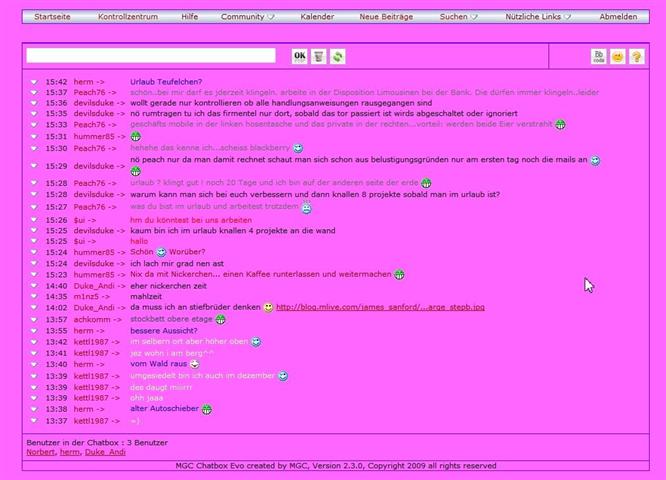 Startseite Kontrollzentrum Hilfe Community Kalender Neue Beiträge Suchen Nützliche Links Abmelden
OK Bb code ?
15:42 herm -> Urlaub Teufelchen?
15:37 Peach76 -> schön..bei mir darf es jderzeit klingeln. arbeite in der Disposition Limousinen bei der Bank. Die dürfen immer klingeln..leider
15:36 devilsduke -> wollt gerade nur kontrollieren ob alle handlungsanweisungen rausgegangen sind
15:35 devilsduke -> nö rumtragen tu ich das firmentel nur dort, sobald das tor passiert ist wirds abgeschaltet oder ignoriert
15:33 Peach76 -> geschäfts mobile in der linken hosentasche und das private in der rechten...vorteil: werden beide Eier verstrahlt
15:31 hummer85 ->
15:30 Peach76 -> hehehe das kenne ich...scheiss blackberry
15:29 devilsduke -> nö peach nur da man damit rechnet schaut man sich schon aus belustigungsgründen nur am ersten tag noch die mails an
15:28 Peach76 -> urlaub ? klingt gut ! noch 20 Tage und ich bin auf der anderen seite der erde
15:28 devilsduke -> warum kann man sich bei euch verbessern und dann knallen 8 projekte sobald man im urlaub ist?
15:27 Peach76 -> was du bist im urlaub und arbeitest trotzdem
15:26 $ui -> hm du könntest bei uns arbeiten
15:25 devilsduke -> kaum bin ich im urlaub knallen 4 projekte an die wand
15:25 $ui -> hallo
15:24 hummer85 -> Schön Worüber?
15:24 devilsduke -> ich lach mir grad nen ast
15:23 hummer85 -> Nix da mit Nickerchen... einen Kaffee runterlassen und weitermachen
14:40 Duke_Andi -> eher nickerchen zeit
14:35 m1nz5 -> mahlzeit
14:02 Duke_Andi -> da muss ich an stiefbrüder denken http://blog.mlive.com/james_sanford/...arge_stepb.jpg
13:57 achkomm -> stockbett obere etage
13:55 herm -> bessere Aussicht?
13:42 kettl1987 -> im selbern ort aber höher oben
13:41 kettl1987 -> jez wohn i am berg^^
13:40 herm -> vom Wald raus
13:39 kettl1987 -> umgesiedelt bin ich auch im dezember
13:39 kettl1987 -> des daugt miirrr
13:39 kettl1987 -> ohh jaaa
13:38 herm -> alter Autoschieber
13:37 kettl1987 -> =)
Benutzer in der Chatbox : 3 Benutzer
Norbert, herm, Duke_Andi
MGC Chatbox Evo created by MGC, Version 2.3.0, Copyright 2009 all rights reserved